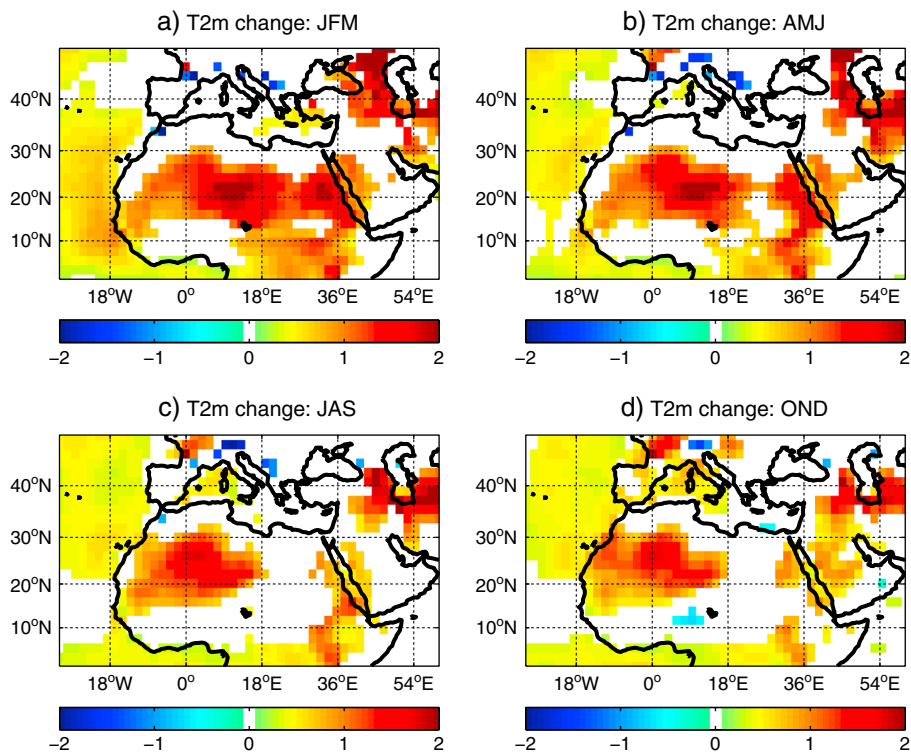 a) T2m change: JFM
40°N
30°N
20°N
10°N
18°W 0° 18°E 36°E 54°E
−2 −1 0 1 2
b) T2m change: AMJ
40°N
30°N
20°N
10°N
18°W 0° 18°E 36°E 54°E
−2 −1 0 1 2
c) T2m change: JAS
40°N
30°N
20°N
10°N
18°W 0° 18°E 36°E 54°E
−2 −1 0 1 2
d) T2m change: OND
40°N
30°N
20°N
10°N
18°W 0° 18°E 36°E 54°E
−2 −1 0 1 2